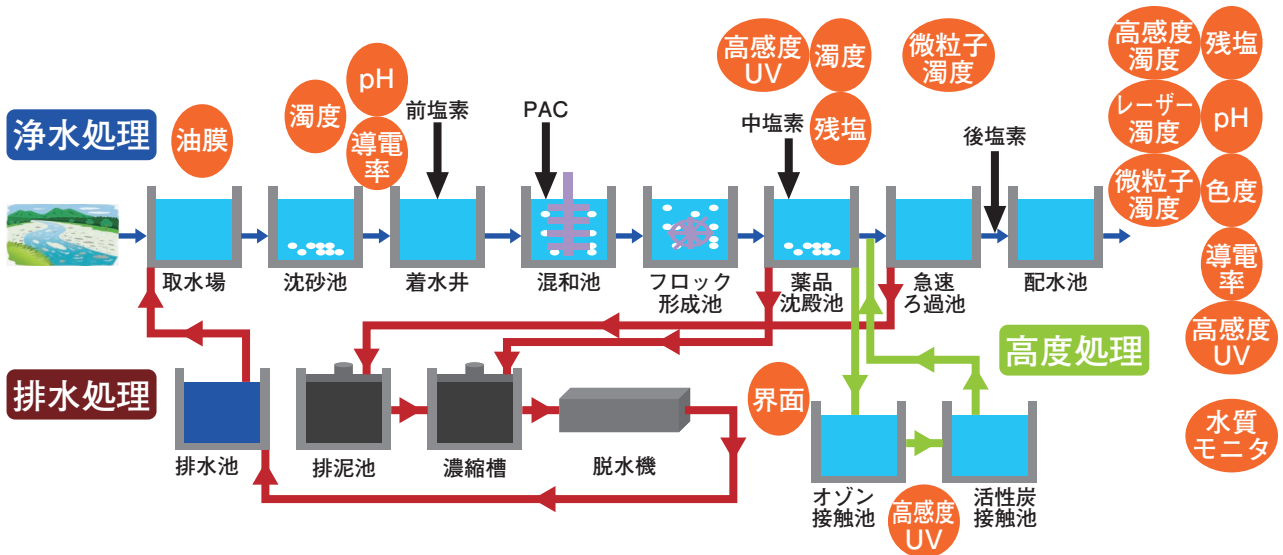 浄水処理
油膜
濁度
pH
導電
率
前塩素
PAC
高感度
UV
濁度
残塩
中塩素
微粒子
濁度
後塩素
高感度
濁度
残塩
レーザー
濁度
pH
微粒子
濁度
色度
導電
率
高感度
UV
水質
モニタ
取水場
沈砂池
着水井
混和池
フロック
形成池
薬品
沈殿池
急速
ろ過池
配水池
高度処理
排水処理
界面
排水池
排泥池
濃縮槽
脱水機
オゾン
接触池
高感度
UV
活性炭
接触池